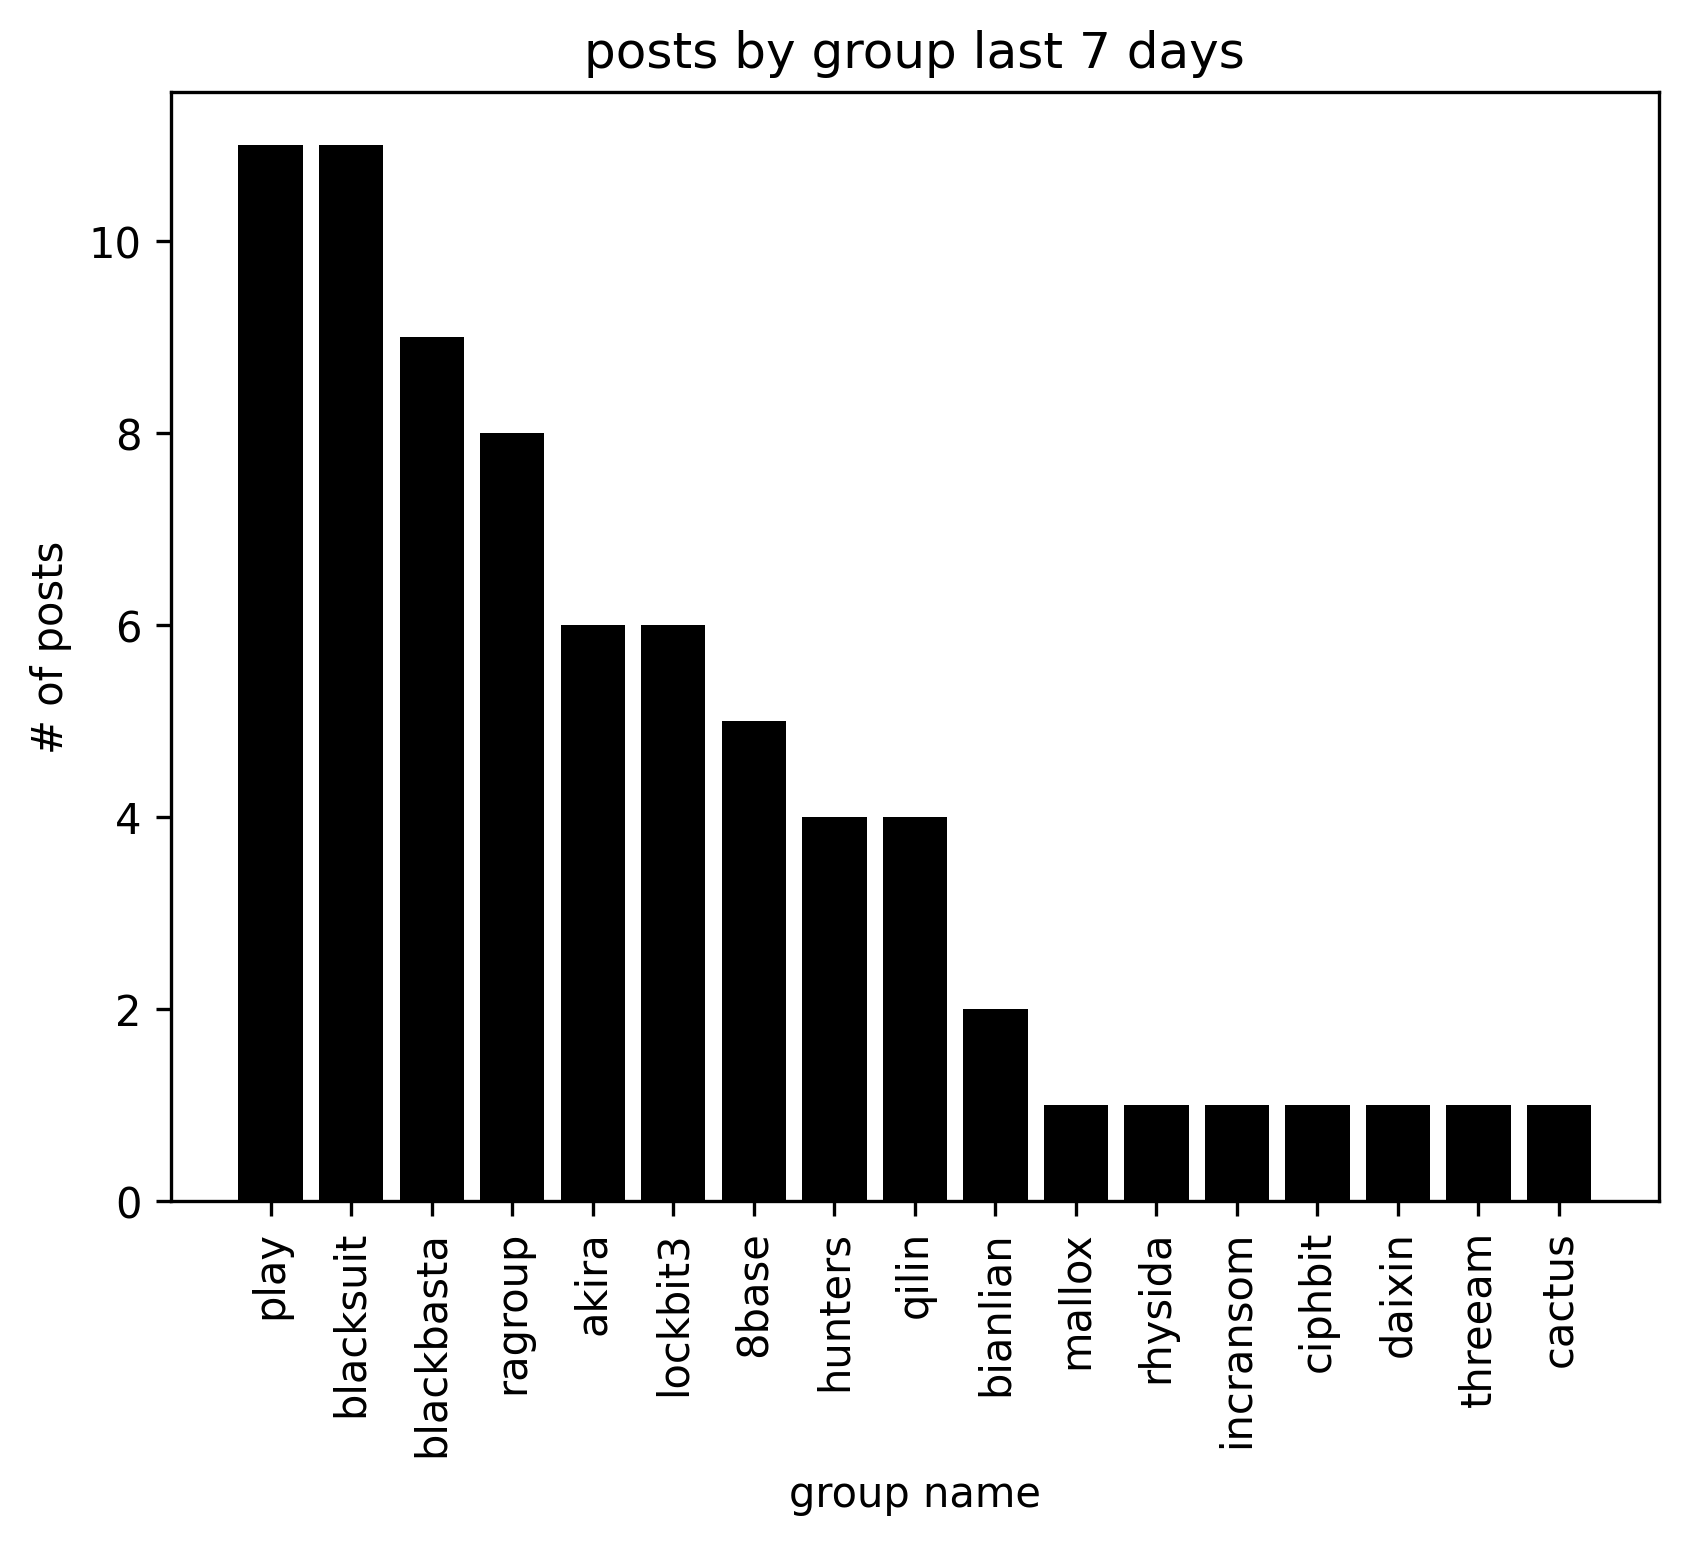 posts by group last 7 days
# of posts
10
8
6
4
2
0
play
blacksuit
blackbasta
ragroup
akira
lockbit3
8base
hunters
qilin
bianlian
mallox
rhysida
incransom
ciphbit
daixin
threeam
cactus
group name